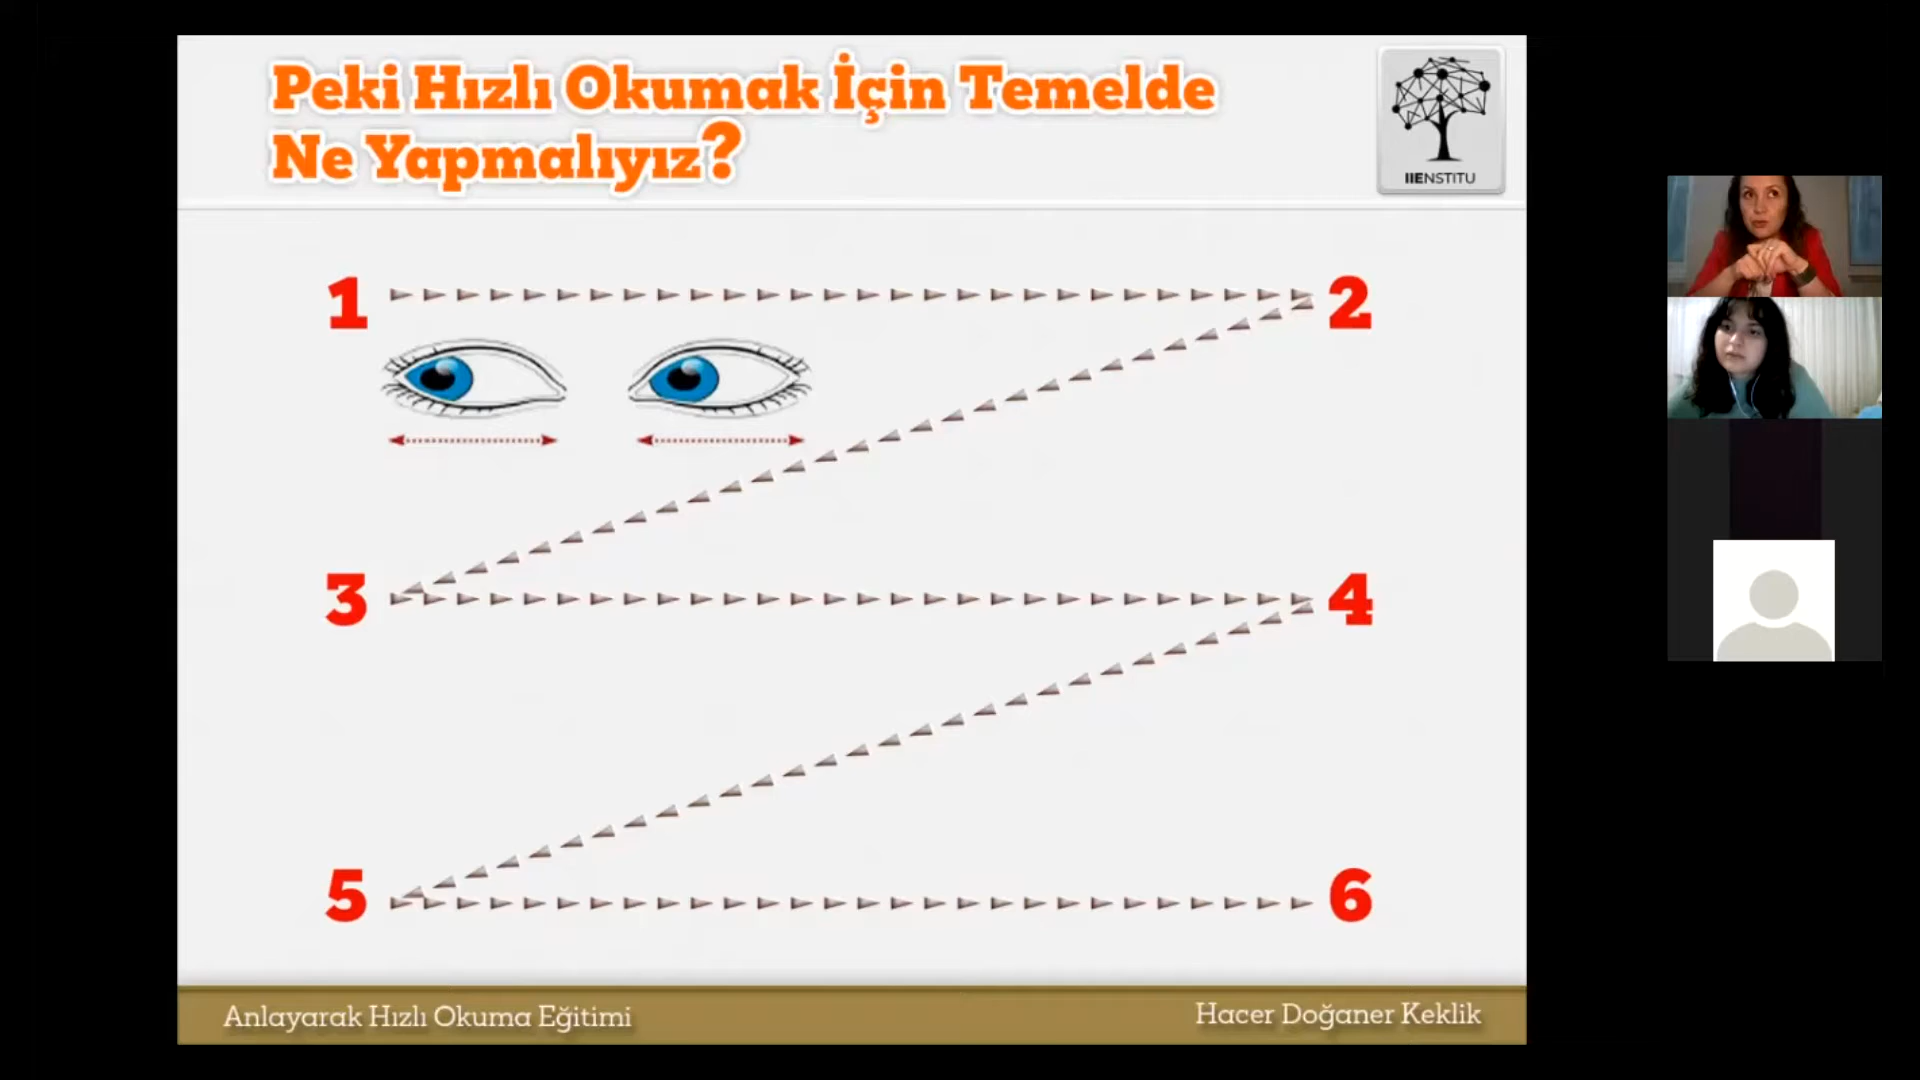 Peki Hızlı Okumak İçin Temelde
Ne Yapmalıyız?
IIENSTITU
1
2
3
4
5
6
Anlayarak Hızlı Okuma Eğitimi
Hacer Doğaner Keklik